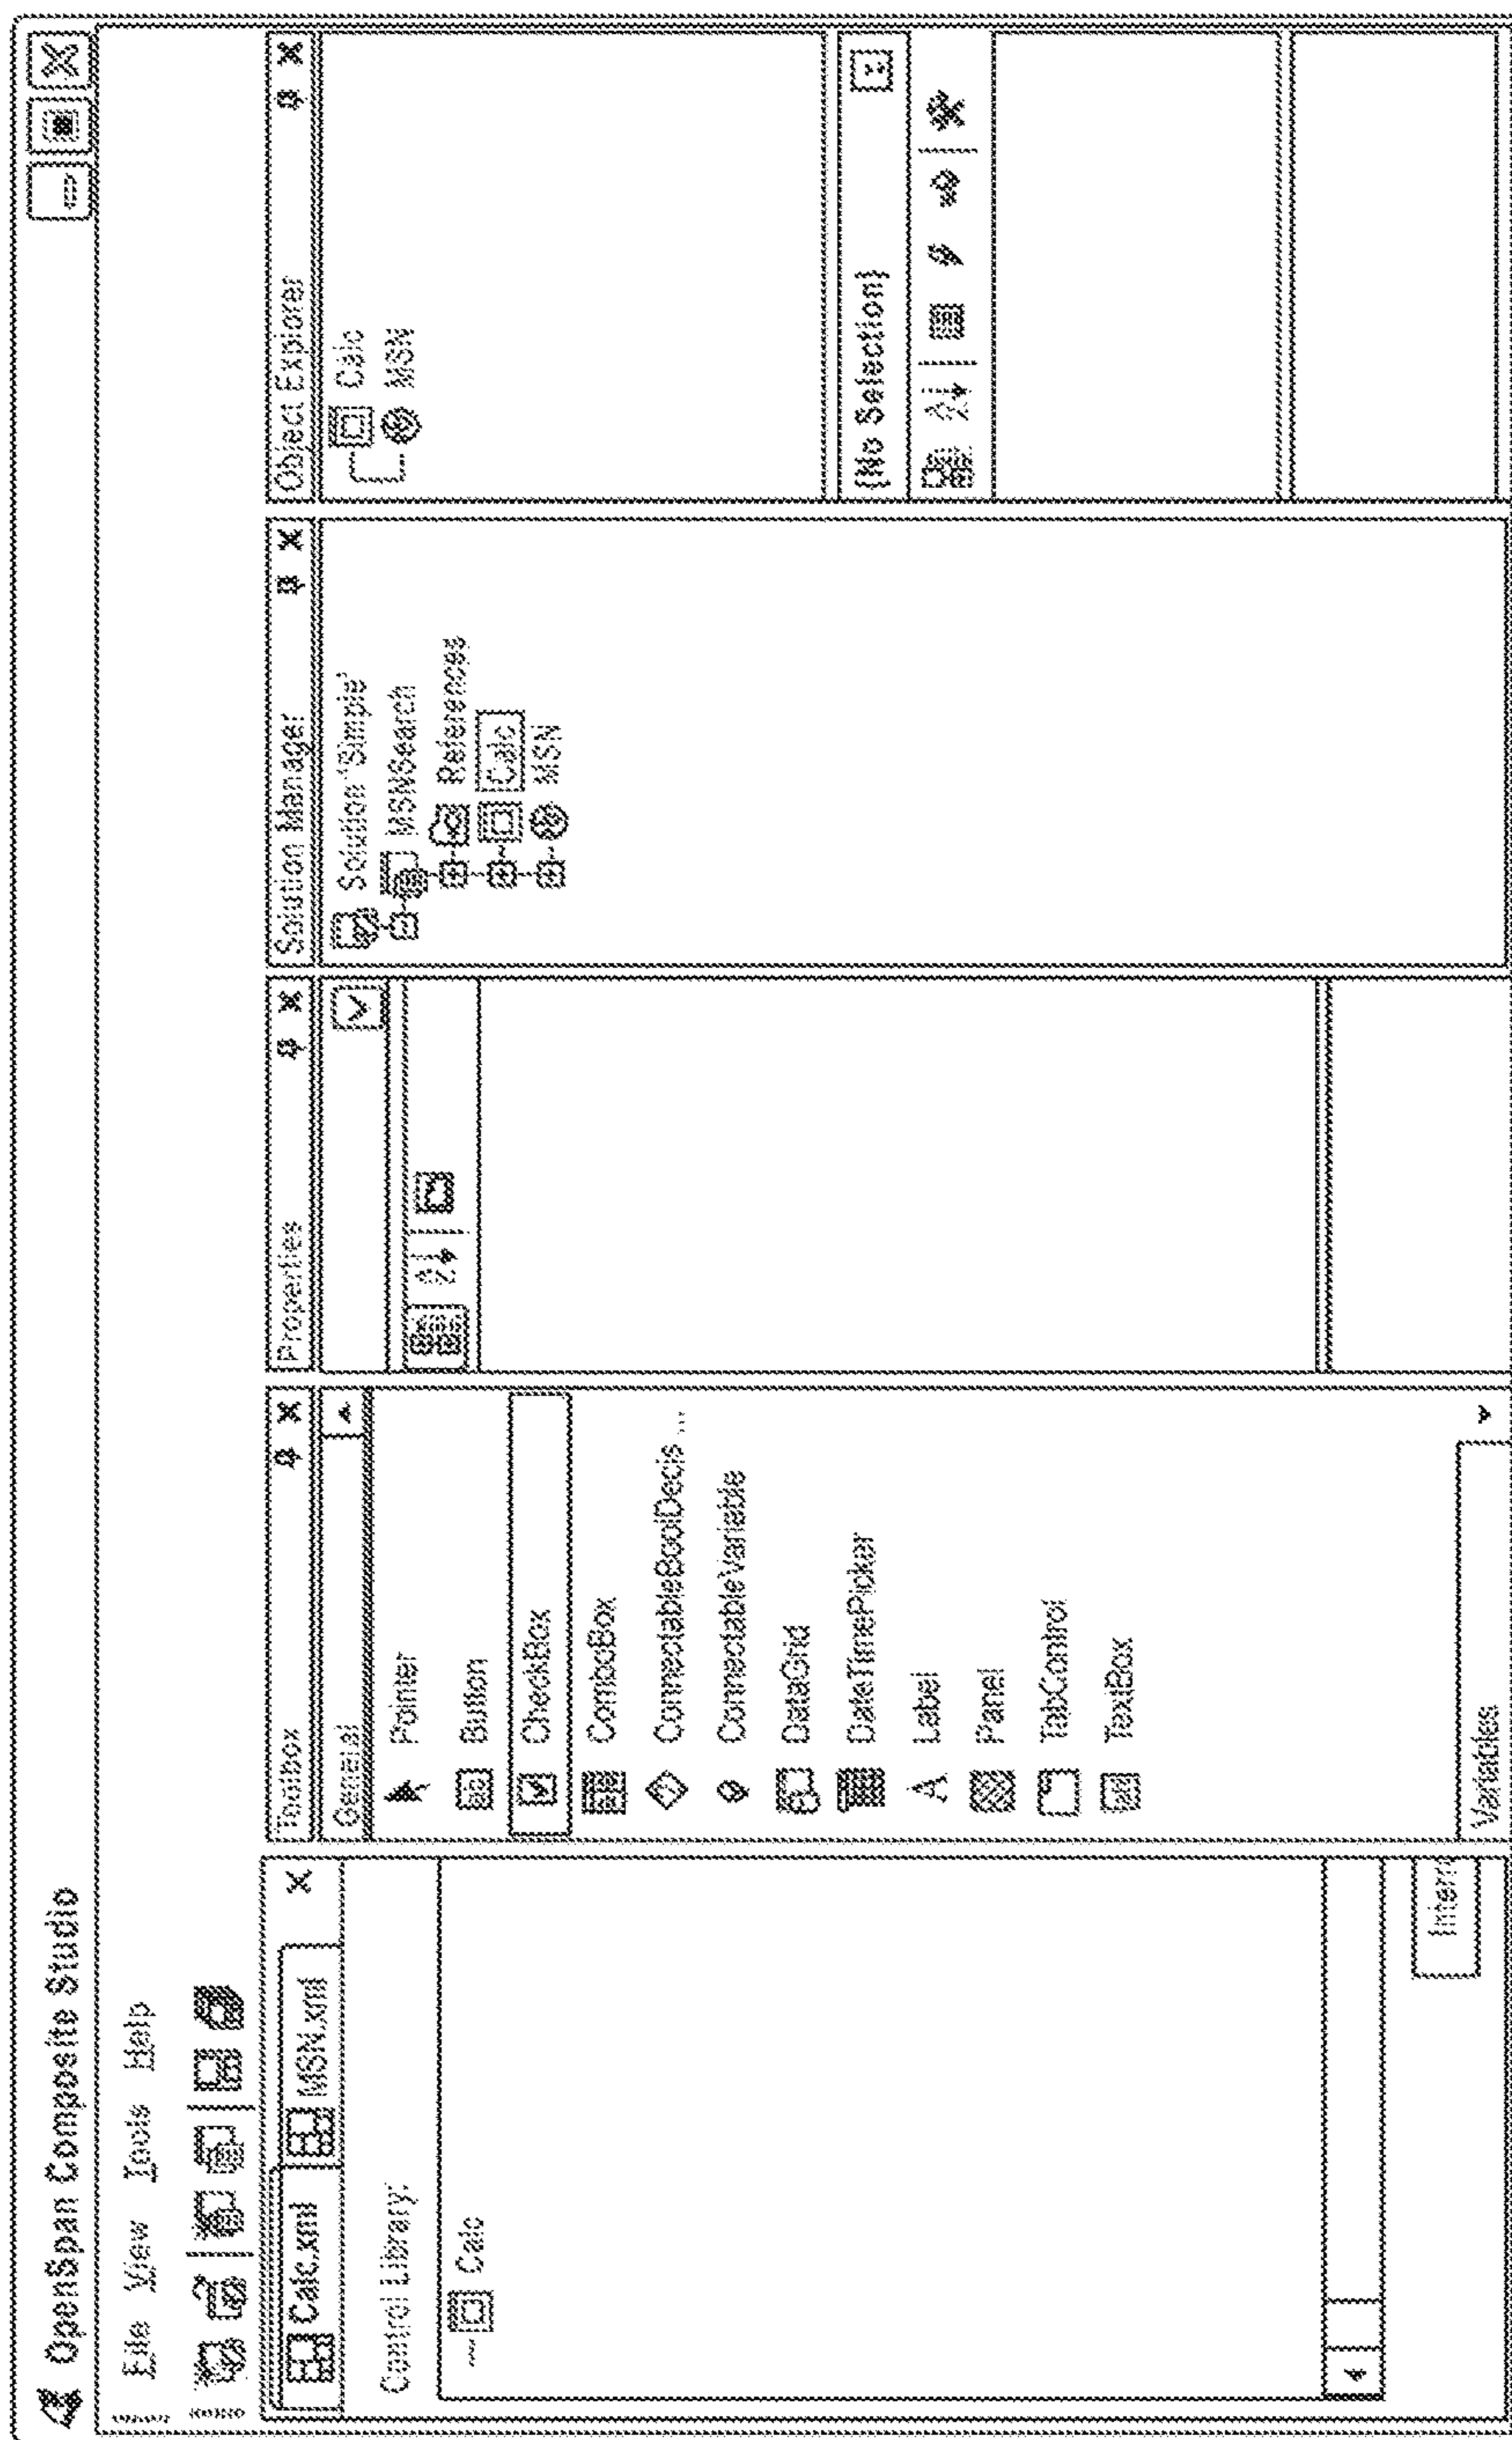 OpenSpan Composite Studio
File View Tools Help
Calc.xml MSN.xml
Control Library:
Calc
Intern
Toolbox
General
Pointer
Button
CheckBox
ComboBox
ConnectableBoolDecis ...
ConnectableVariable
DataGrid
DateTimePicker
A Label
Panel
TabControl
TextBox
Variables
Properties
Solution Manager
Solution 'Simple'
MSNSearch
References
Calc
MSN
Object Explorer
Calc
MSN
[No Selection]